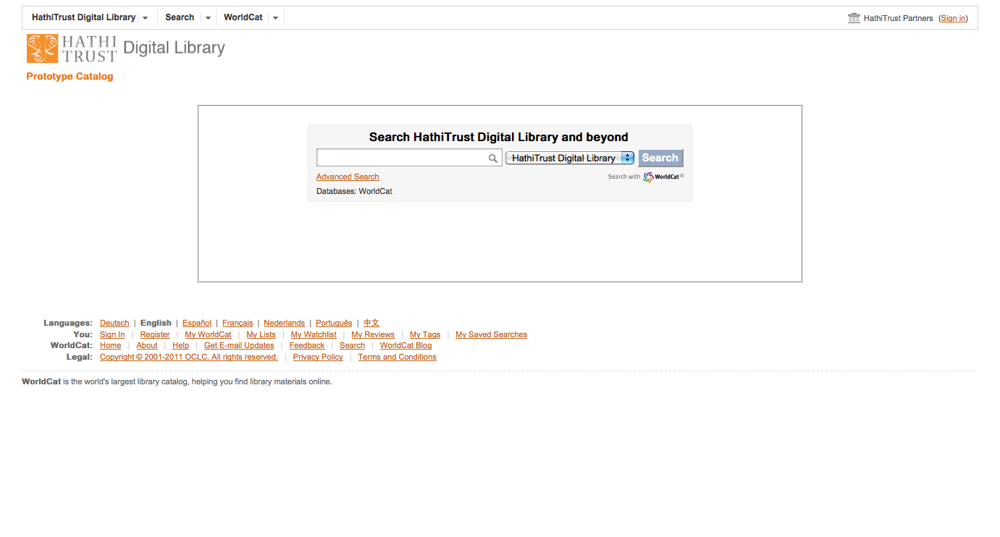 HathiTrust Digital Library Search WorldCat HathiTrust Partners (Sign in)
HATHI
TRUST Digital Library
Prototype Catalog
Search HathiTrust Digital Library and beyond
HathiTrust Digital Library Search
Advanced Search Search with WorldCat®
Databases: WorldCat
Languages: Deutsch | English | Español | Français | Nederlands | Português | 中文
You: Sign In | Register | My WorldCat | My Lists | My Watchlist | My Reviews | My Tags | My Saved Searches
WorldCat: Home | About | Help | Get E-mail Updates | Feedback | Search | WorldCat Blog
Legal: Copyright © 2001-2011 OCLC. All rights reserved. | Privacy Policy | Terms and Conditions
WorldCat is the world's largest library catalog, helping you find library materials online.